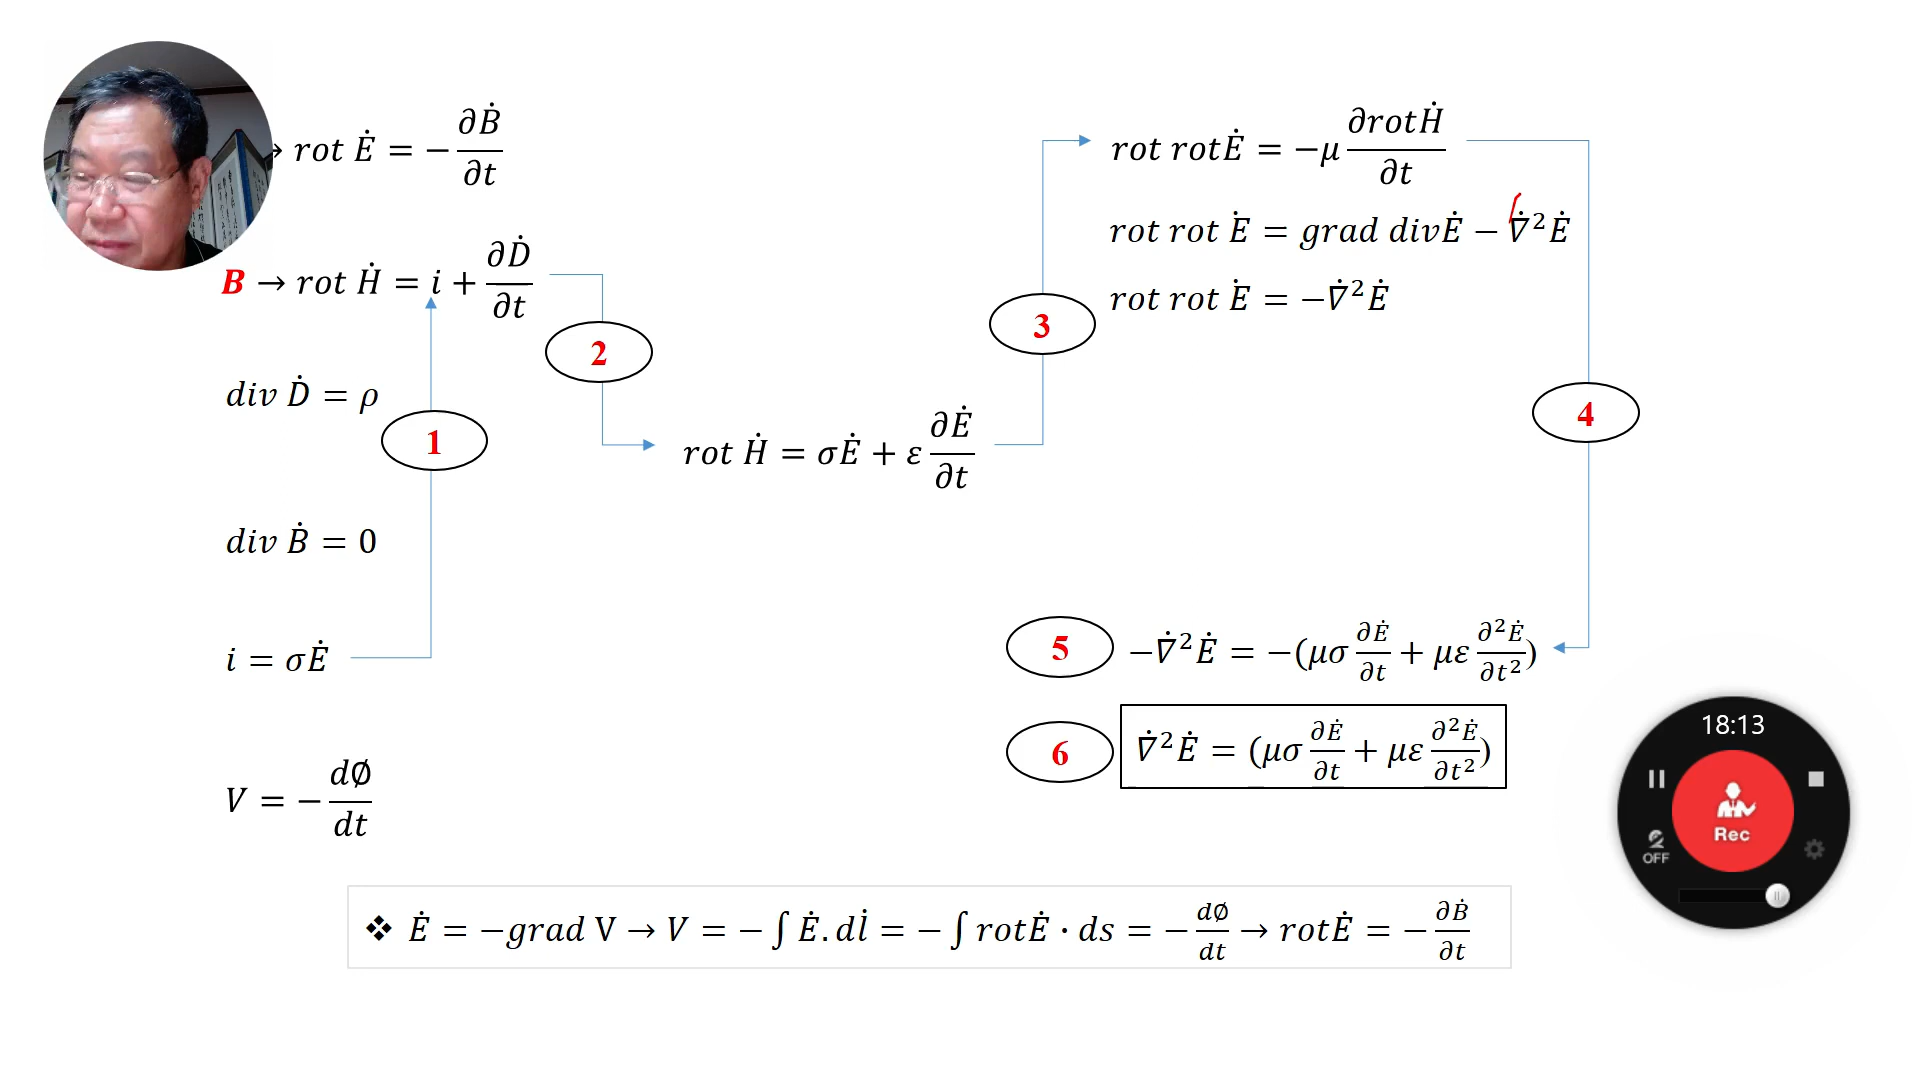 → rot Ė = −∂Ḃ/∂t
B → rot Ḣ = i + ∂Ḋ/∂t
div Ḋ = ρ
div Ḃ = 0
i = σĖ
V = −d∅/dt
1
2
rot Ḣ = σĖ + ε ∂Ė/∂t
3
rot rotĖ = −μ ∂rotḢ/∂t
rot rot Ė = grad divĖ − ∇̇²Ė
rot rot Ė = −∇̇²Ė
4
5 −∇̇²Ė = −(μσ ∂Ė/∂t + με ∂²Ė/∂t²)
6 ∇̇²Ė = (μσ ∂Ė/∂t + με ∂²Ė/∂t²)
❖ Ė = −grad V → V = −∫ Ė. dl̇ = −∫ rotĖ · ds = −d∅/dt → rotĖ = −∂Ḃ/∂t
18:13
Rec
OFF